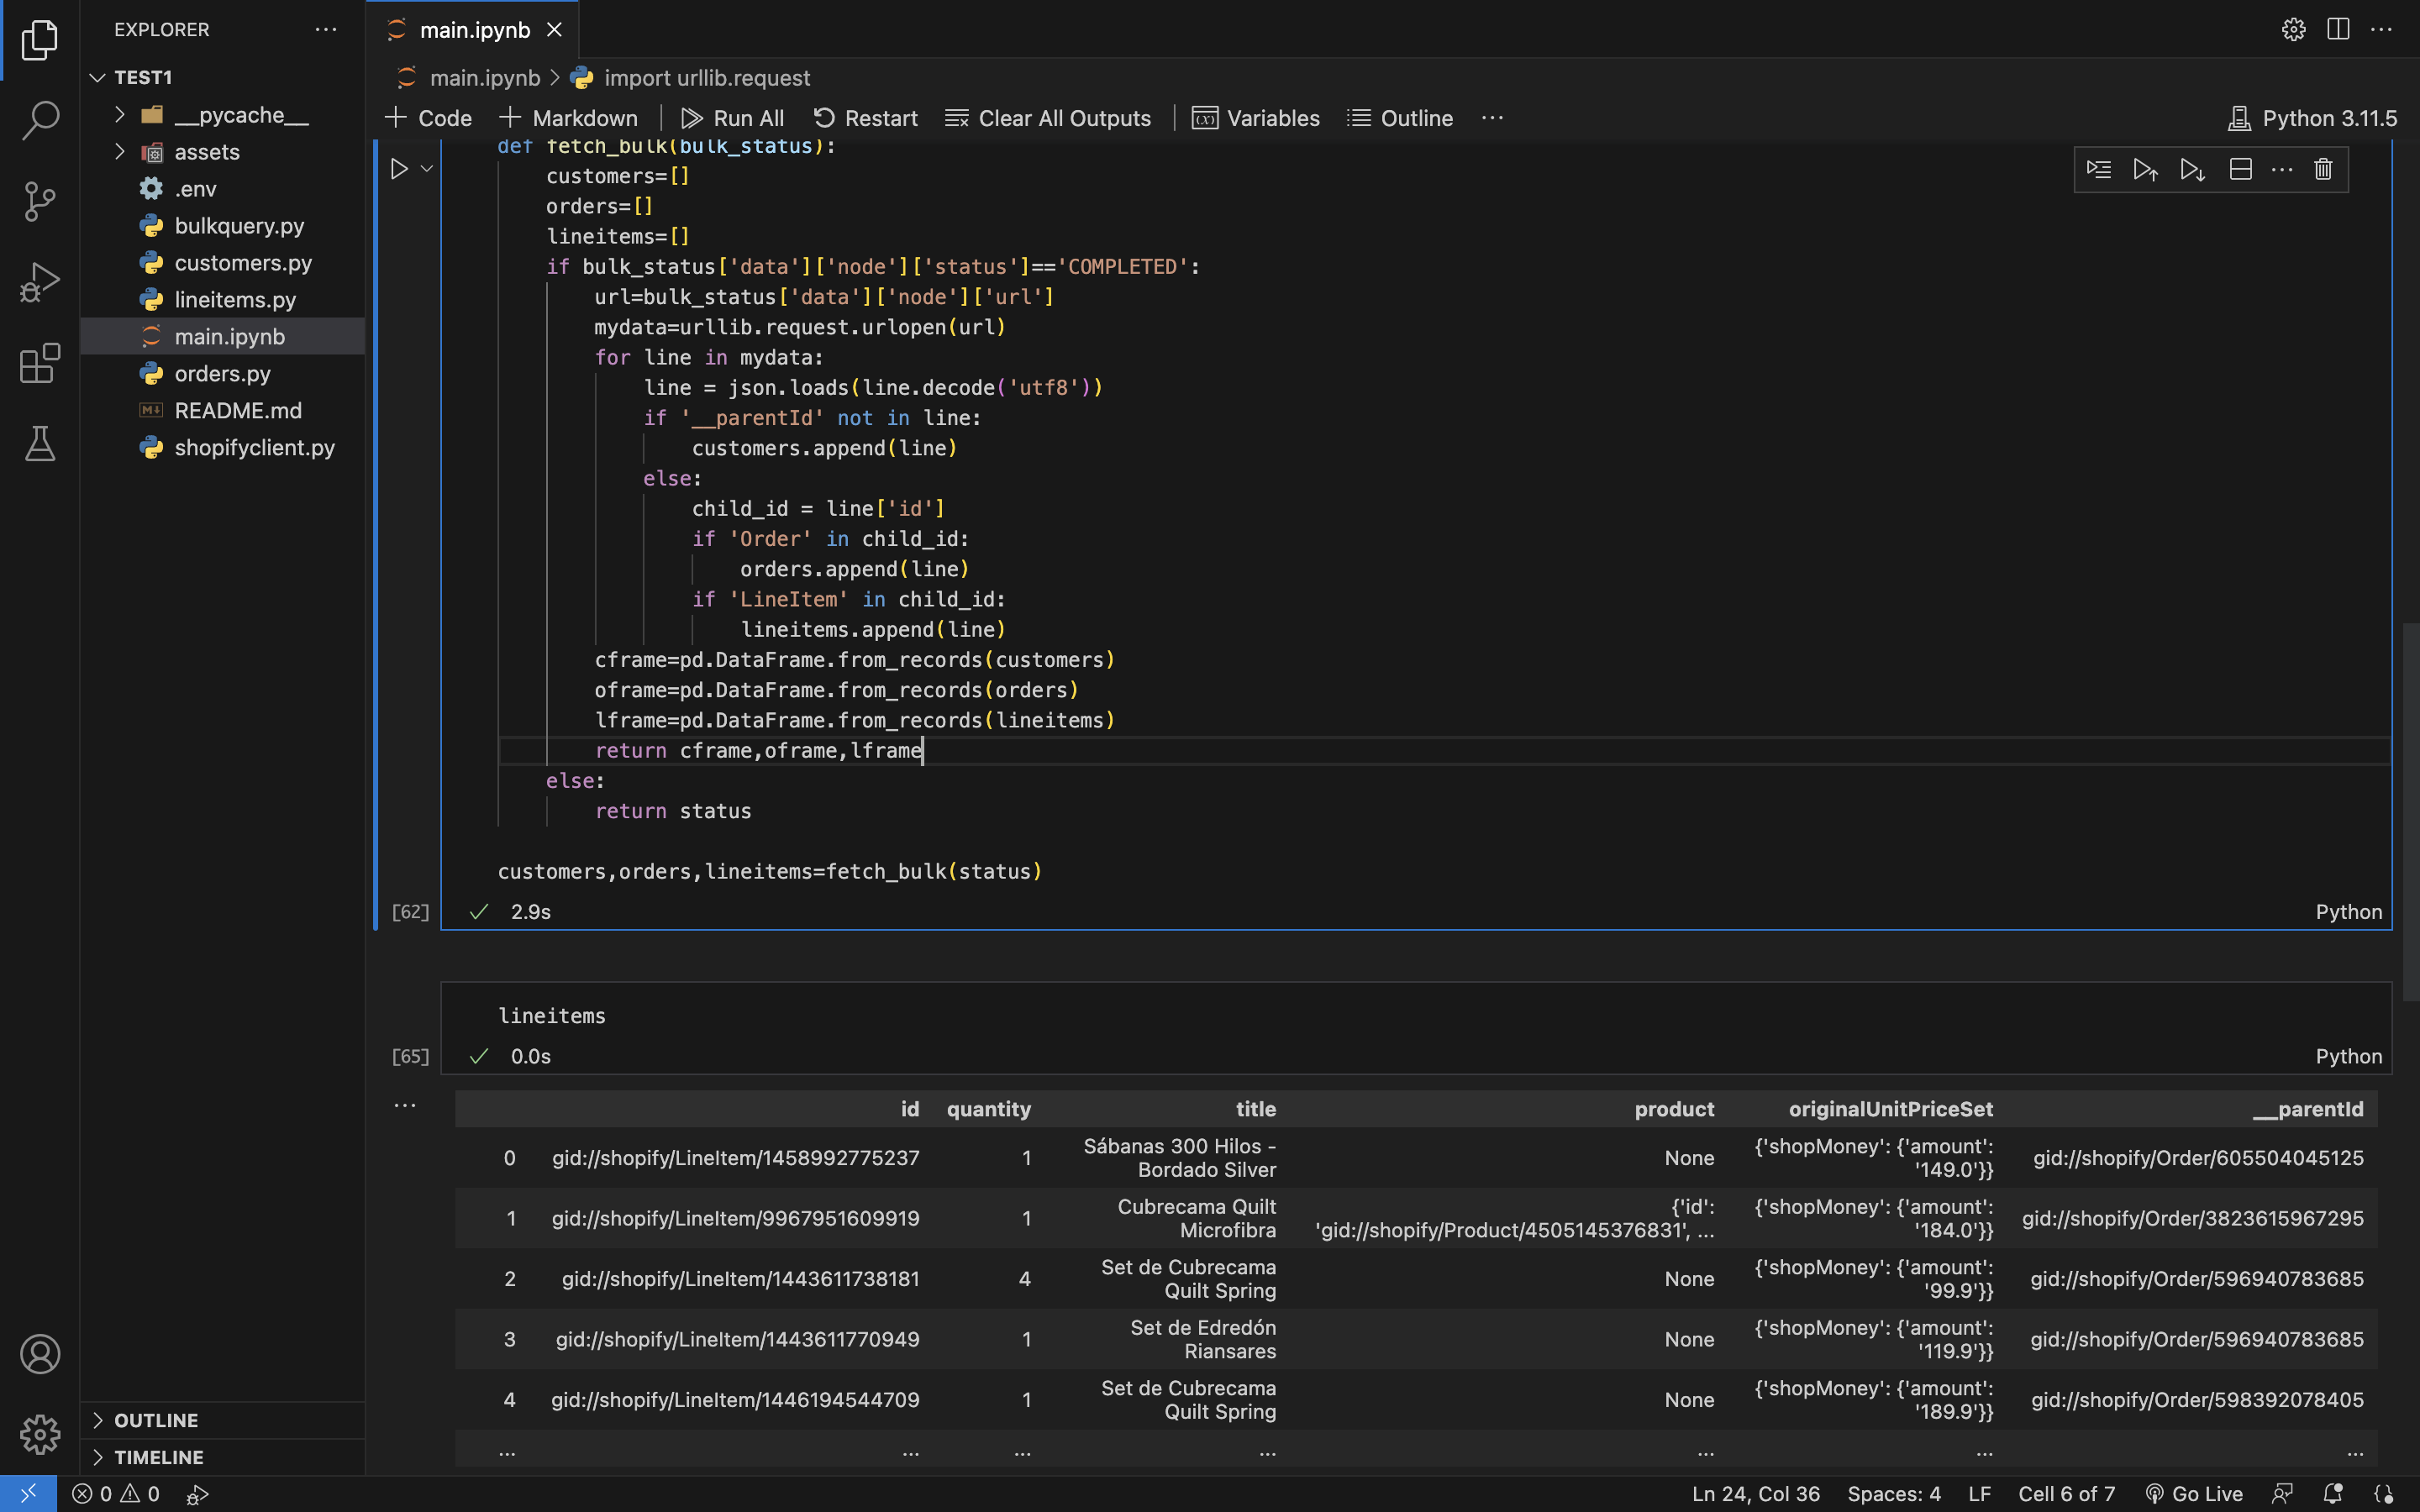 EXPLORER
TEST1
__pycache__
assets
.env
bulkquery.py
customers.py
lineitems.py
main.ipynb
orders.py
README.md
shopifyclient.py
OUTLINE
TIMELINE
main.ipynb
main.ipynb > import urllib.request
+ Code + Markdown | Run All Restart Clear All Outputs | Variables Outline ...
Python 3.11.5
def fetch_bulk(bulk_status):
    customers=[]
    orders=[]
    lineitems=[]
    if bulk_status['data']['node']['status']=='COMPLETED':
        url=bulk_status['data']['node']['url']
        mydata=urllib.request.urlopen(url)
        for line in mydata:
            line = json.loads(line.decode('utf8'))
            if '__parentId' not in line:
                customers.append(line)
            else:
                child_id = line['id']
                if 'Order' in child_id:
                    orders.append(line)
                if 'LineItem' in child_id:
                    lineitems.append(line)
        cframe=pd.DataFrame.from_records(customers)
        oframe=pd.DataFrame.from_records(orders)
        lframe=pd.DataFrame.from_records(lineitems)
        return cframe,oframe,lframe
    else:
        return status
customers,orders,lineitems=fetch_bulk(status)
[62] 2.9s Python
lineitems
[65] 0.0s Python
...
id quantity title product originalUnitPriceSet __parentId
0 gid://shopify/LineItem/1458992775237 1 Sábanas 300 Hilos - Bordado Silver None {'shopMoney': {'amount': '149.0'}} gid://shopify/Order/605504045125
1 gid://shopify/LineItem/9967951609919 1 Cubrecama Quilt Microfibra {'id': 'gid://shopify/Product/4505145376831', ... {'shopMoney': {'amount': '184.0'}} gid://shopify/Order/3823615967295
2 gid://shopify/LineItem/1443611738181 4 Set de Cubrecama Quilt Spring None {'shopMoney': {'amount': '99.9'}} gid://shopify/Order/596940783685
3 gid://shopify/LineItem/1443611770949 1 Set de Edredón Riansares None {'shopMoney': {'amount': '119.9'}} gid://shopify/Order/596940783685
4 gid://shopify/LineItem/1446194544709 1 Set de Cubrecama Quilt Spring None {'shopMoney': {'amount': '189.9'}} gid://shopify/Order/598392078405
... ... ... ... ... ... ...
0 0
Ln 24, Col 36 Spaces: 4 LF Cell 6 of 7 Go Live